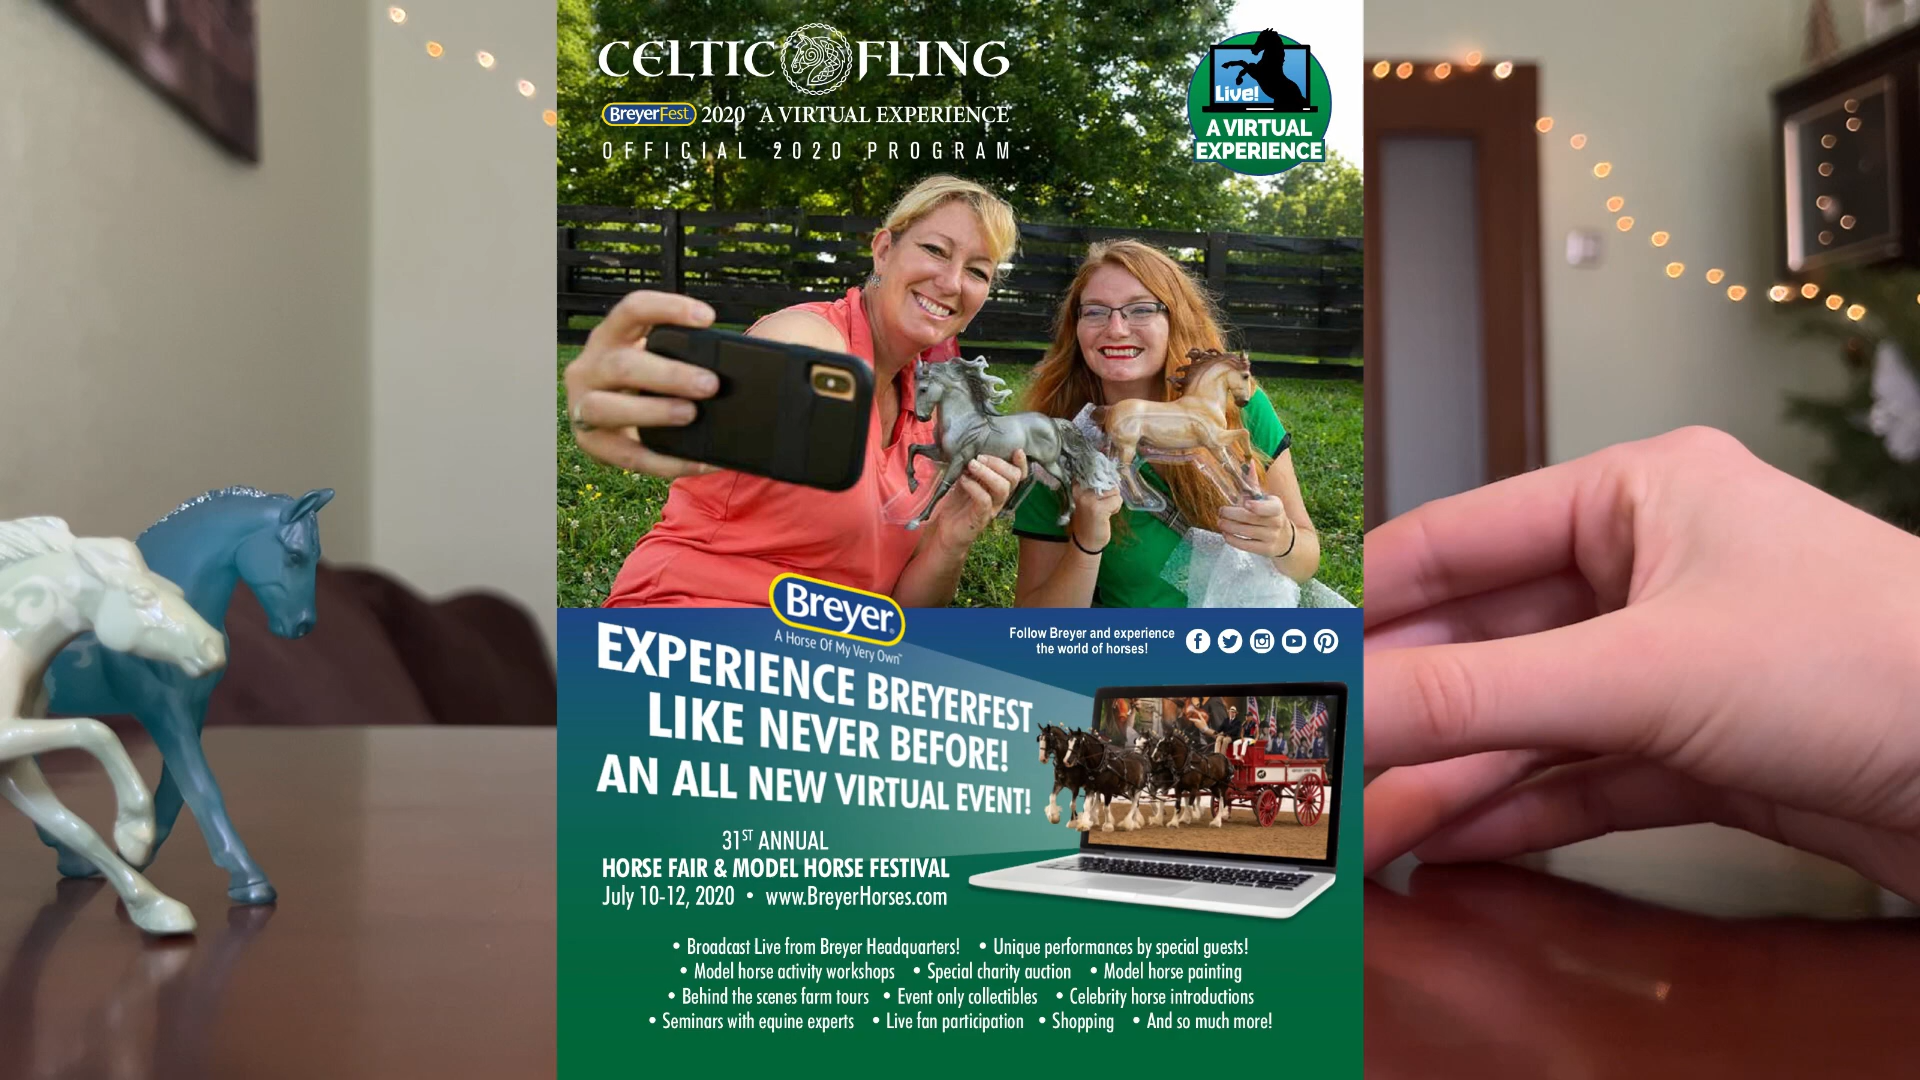 CELTIC FLING
BreyerFest 2020 A VIRTUAL EXPERIENCE
OFFICIAL 2020 PROGRAM
Live!
A VIRTUAL
EXPERIENCE
Breyer®
A Horse Of My Very Own™
Follow Breyer and experience
the world of horses!
EXPERIENCE BREYERFEST
LIKE NEVER BEFORE!
AN ALL NEW VIRTUAL EVENT!
31ST ANNUAL
HORSE FAIR & MODEL HORSE FESTIVAL
July 10-12, 2020 • www.BreyerHorses.com
• Broadcast Live from Breyer Headquarters! • Unique performances by special guests!
• Model horse activity workshops • Special charity auction • Model horse painting
• Behind the scenes farm tours • Event only collectibles • Celebrity horse introductions
• Seminars with equine experts • Live fan participation • Shopping • And so much more!